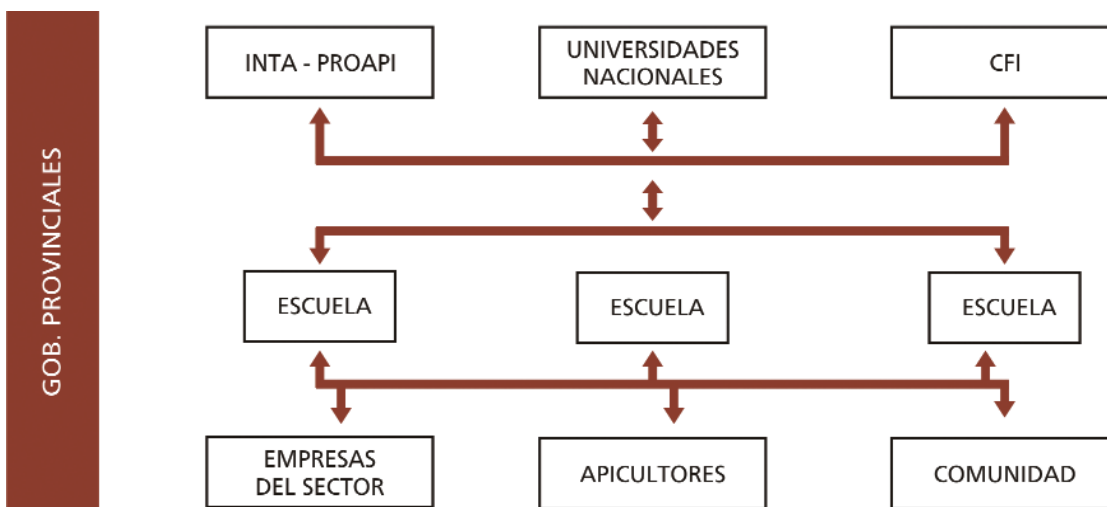 GOB. PROVINCIALES
INTA - PROAPI
UNIVERSIDADES
NACIONALES
CFI
ESCUELA
ESCUELA
ESCUELA
EMPRESAS
DEL SECTOR
APICULTORES
COMUNIDAD